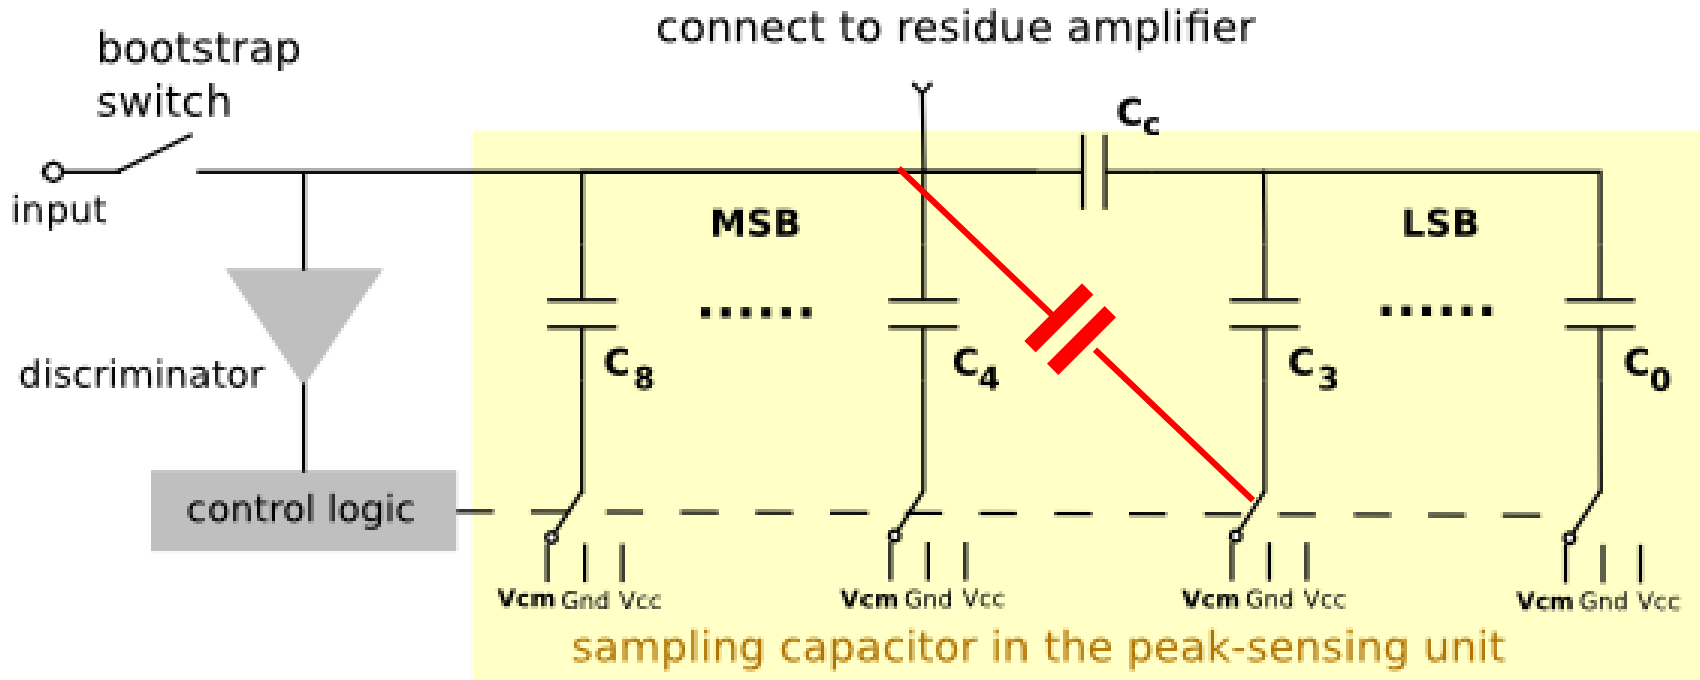 connect to residue amplifier
bootstrap
switch
Cc
input
MSB
LSB
discriminator
C8
C4
C3
C0
control logic
Vcm Gnd Vcc
Vcm Gnd Vcc
Vcm Gnd Vcc
Vcm Gnd Vcc
sampling capacitor in the peak-sensing unit